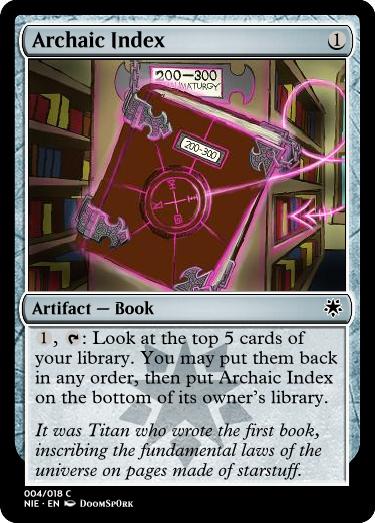 Archaic Index
1
200-300
200-300
Artifact — Book
1 , : Look at the top 5 cards of
your library. You may put them back
in any order, then put Archaic Index
on the bottom of its owner's library.
It was Titan who wrote the first book,
inscribing the fundamental laws of the
universe on pages made of starstuff.
004/018 C
NIE • EN DoomSp0rk